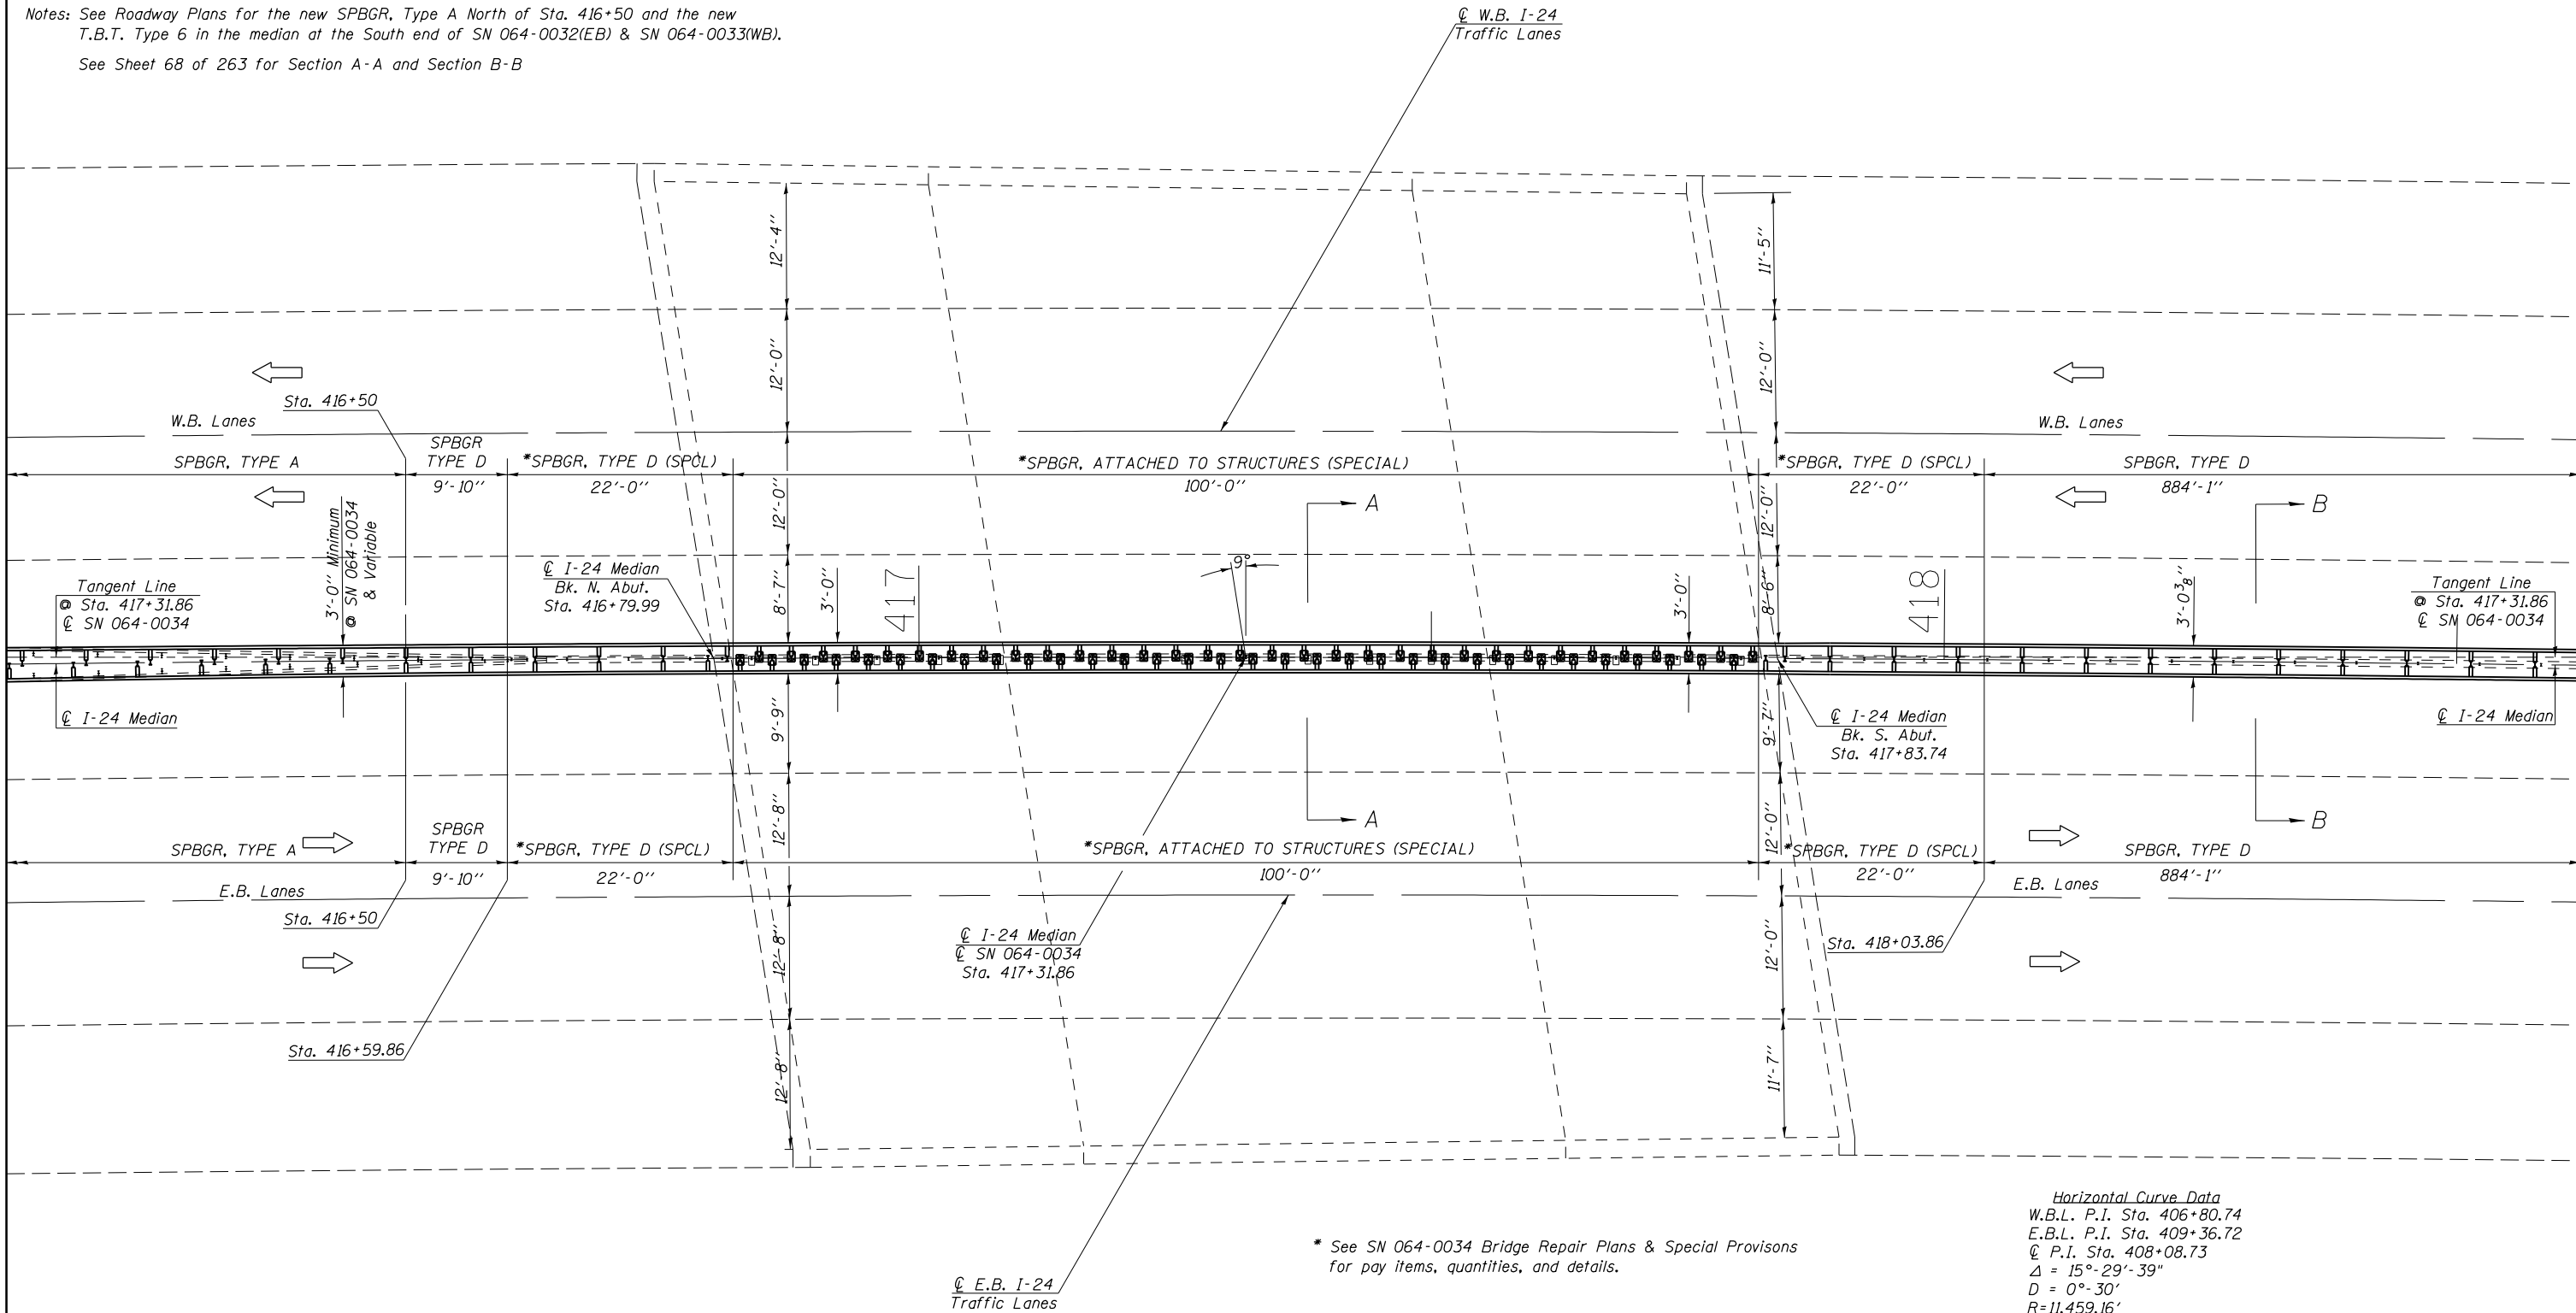 Notes: See Roadway Plans for the new SPBGR, Type A North of Sta. 416+50 and the new
T.B.T. Type 6 in the median at the South end of SN 064-0032(EB) & SN 064-0033(WB).
See Sheet 68 of 263 for Section A-A and Section B-B
℄ W.B. I-24
Traffic Lanes
12'-4"
11'-5"
12'-0"
12'-0"
Sta. 416+50
W.B. Lanes
W.B. Lanes
SPBGR, TYPE A
SPBGR
TYPE D
9'-10"
*SPBGR, TYPE D (SPCL)
22'-0"
*SPBGR, ATTACHED TO STRUCTURES (SPECIAL)
100'-0"
*SPBGR, TYPE D (SPCL)
22'-0"
SPBGR, TYPE D
884'-1"
12'-0"
12'-0"
A
B
3'-0" Minimum
@ SN 064-0034
& Variable
Tangent Line
@ Sta. 417+31.86
℄ SN 064-0034
℄ I-24 Median
Bk. N. Abut.
Sta. 416+79.99
8'-7"
3'-0"
417
9°
3'-0"
8'-6"
418
3'-0⅜"
Tangent Line
@ Sta. 417+31.86
℄ SN 064-0034
℄ I-24 Median
9'-9"
9'-7"
℄ I-24 Median
Bk. S. Abut.
Sta. 417+83.74
℄ I-24 Median
12'-8"
12'-0"
A
B
SPBGR, TYPE A
SPBGR
TYPE D
9'-10"
*SPBGR, TYPE D (SPCL)
22'-0"
*SPBGR, ATTACHED TO STRUCTURES (SPECIAL)
100'-0"
*SPBGR, TYPE D (SPCL)
22'-0"
SPBGR, TYPE D
884'-1"
E.B. Lanes
E.B. Lanes
Sta. 416+50
12'-8"
℄ I-24 Median
℄ SN 064-0034
Sta. 417+31.86
12'-0"
Sta. 418+03.86
Sta. 416+59.86
12'-8"
11'-7"
* See SN 064-0034 Bridge Repair Plans & Special Provisons
for pay items, quantities, and details.
℄ E.B. I-24
Traffic Lanes
Horizontal Curve Data
W.B.L. P.I. Sta. 406+80.74
E.B.L. P.I. Sta. 409+36.72
℄ P.I. Sta. 408+08.73
Δ = 15°-29'-39"
D = 0°-30'
R=11,459.16'